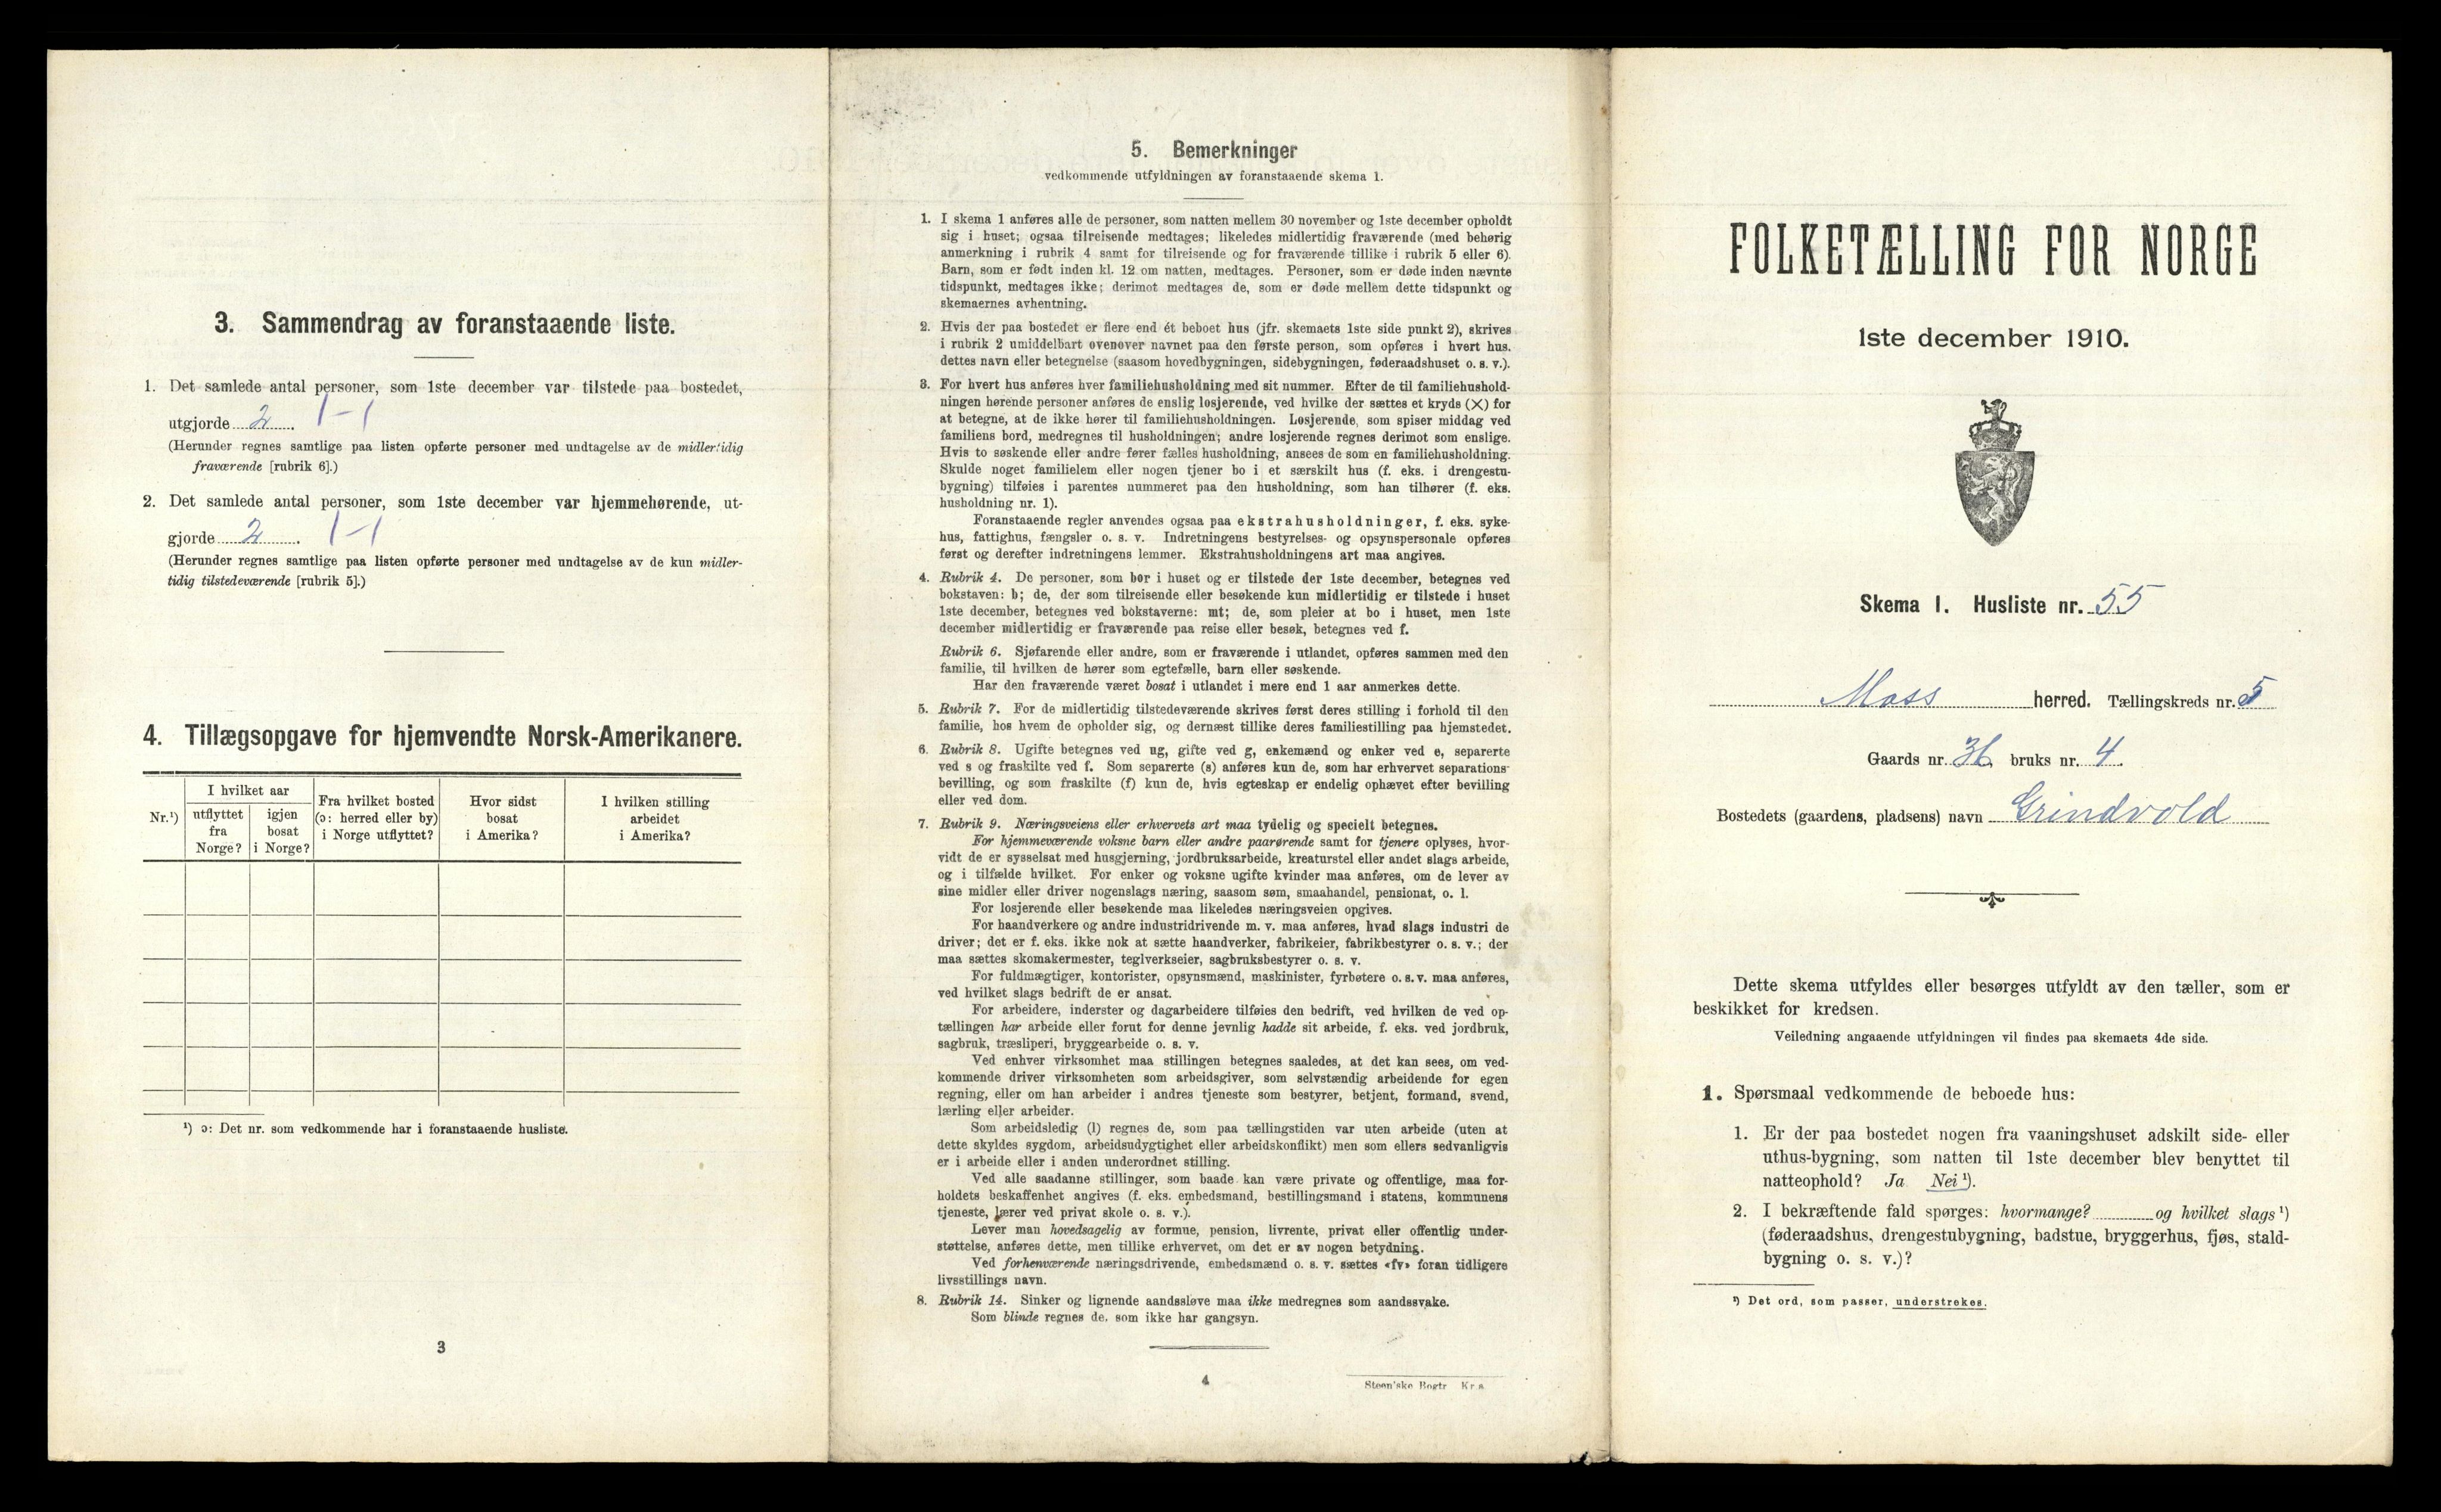 3. Sammendrag av foranstaaende liste.
1. Det samlede antal personer, som 1ste december var tilstede paa bostedet,
utgjorde 2. 1-1
(Herunder regnes samtlige paa listen opførte personer med undtagelse av de midlertidig
fraværende [rubrik 6].)
2. Det samlede antal personer, som 1ste december var hjemmehørende, ut-
gjorde 2. 1-1
(Herunder regnes samtlige paa listen opførte personer med undtagelse av de kun midler-
tidig tilstedeværende [rubrik 5].)
4. Tillægsopgave for hjemvendte Norsk-Amerikanere.
Nr.¹)
I hvilket aar
utflyttet
fra
Norge?
igjen
bosat
i Norge?
Fra hvilket bosted
(ɔ: herred eller by)
i Norge utflyttet?
Hvor sidst
bosat
i Amerika?
I hvilken stilling
arbeidet
i Amerika?
¹) ɔ: Det nr. som vedkommende har i foranstaaende husliste.
3
5. Bemerkninger
vedkommende utfyldningen av foranstaaende skema 1.
1. I skema 1 anføres alle de personer, som natten mellem 30 november og 1ste december opholdt
sig i huset; ogsaa tilreisende medtages; likeledes midlertidig fraværende (med behørig
anmerkning i rubrik 4 samt for tilreisende og for fraværende tillike i rubrik 5 eller 6).
Barn, som er født inden kl. 12 om natten, medtages. Personer, som er døde inden nævnte
tidspunkt, medtages ikke; derimot medtages de, som er døde mellem dette tidspunkt og
skemaernes avhentning.
2. Hvis der paa bostedet er flere end ét beboet hus (jfr. skemaets 1ste side punkt 2), skrives
i rubrik 2 umiddelbart ovenover navnet paa den første person, som opføres i hvert hus.
dettes navn eller betegnelse (saasom hovedbygningen, sidebygningen, føderaadshuset o. s. v.).
3. For hvert hus anføres hver familiehusholdning med sit nummer. Efter de til familiehushold-
ningen hørende personer anføres de enslig losjerende, ved hvilke der sættes et kryds (×) for
at betegne, at de ikke hører til familiehusholdningen. Losjerende, som spiser middag ved
familiens bord, medregnes til husholdningen; andre losjerende regnes derimot som enslige.
Hvis to søskende eller andre fører fælles husholdning, ansees de som en familiehusholdning.
Skulde noget familielem eller nogen tjener bo i et særskilt hus (f. eks. i drengestu-
bygning) tilføies i parentes nummeret paa den husholdning, som han tilhører (f. eks.
husholdning nr. 1).
Foranstaaende regler anvendes ogsaa paa ekstrahusholdninger, f. eks. syke-
hus, fattighus, fængsler o. s. v. Indretningens bestyrelses- og opsynspersonale opføres
først og derefter indretningens lemmer. Ekstrahusholdningens art maa angives.
4. Rubrik 4. De personer, som bor i huset og er tilstede der 1ste december, betegnes ved
bokstaven: b; de, der som tilreisende eller besøkende kun midlertidig er tilstede i huset
1ste december, betegnes ved bokstaverne: mt; de, som pleier at bo i huset, men 1ste
december midlertidig er fraværende paa reise eller besøk, betegnes ved f.
Rubrik 6. Sjøfarende eller andre, som er fraværende i utlandet, opføres sammen med den
familie, til hvilken de hører som egtefælle, barn eller søskende.
Har den fraværende været bosat i utlandet i mere end 1 aar anmerkes dette.
5. Rubrik 7. For de midlertidig tilstedeværende skrives først deres stilling i forhold til den
familie, hos hvem de opholder sig, og dernæst tillike deres familiestilling paa hjemstedet.
6. Rubrik 8. Ugifte betegnes ved ug, gifte ved g, enkemænd og enker ved e, separerte
ved s og fraskilte ved f. Som separerte (s) anføres kun de, som har erhvervet separations-
bevilling, og som fraskilte (f) kun de, hvis egteskap er endelig ophævet efter bevilling
eller ved dom.
7. Rubrik 9. Næringsveiens eller erhvervets art maa tydelig og specielt betegnes.
For hjemmeværende voksne barn eller andre paarørende samt for tjenere oplyses, hvor-
vidt de er sysselsat med husgjerning, jordbruksarbeide, kreaturstel eller andet slags arbeide,
og i tilfælde hvilket. For enker og voksne ugifte kvinder maa anføres, om de lever av
sine midler eller driver nogenslags næring, saasom søm, smaahandel, pensionat, o. l.
For losjerende eller besøkende maa likeledes næringsveien opgives.
For haandverkere og andre industridrivende m. v. maa anføres, hvad slags industri de
driver; det er f. eks. ikke nok at sætte haandverker, fabrikeier, fabrikbestyrer o. s. v.; der
maa sættes skomakermester, teglverkseier, sagbruksbestyrer o. s. v.
For fuldmægtiger, kontorister, opsynsmænd, maskinister, fyrbøtere o. s. v. maa anføres,
ved hvilket slags bedrift de er ansat.
For arbeidere, inderster og dagarbeidere tilføies den bedrift, ved hvilken de ved op-
tællingen har arbeide eller forut for denne jevnlig hadde sit arbeide, f. eks. ved jordbruk,
sagbruk, træsliperi, bryggearbeide o. s. v.
Ved enhver virksomhet maa stillingen betegnes saaledes, at det kan sees, om ved-
kommende driver virksomheten som arbeidsgiver, som selvstændig arbeidende for egen
regning, eller om han arbeider i andres tjeneste som bestyrer, betjent, formand, svend,
lærling eller arbeider.
Som arbeidsledig (l) regnes de, som paa tællingstiden var uten arbeide (uten at
dette skyldes sygdom, arbeidsudygtighet eller arbeidskonflikt) men som ellers sedvanligvis
er i arbeide eller i anden underordnet stilling.
Ved alle saadanne stillinger, som baade kan være private og offentlige, maa for-
holdets beskaffenhet angives (f. eks. embedsmand, bestillingsmand i statens, kommunens
tjeneste, lærer ved privat skole o. s. v.).
Lever man hovedsagelig av formue, pension, livrente, privat eller offentlig under-
støttelse, anføres dette, men tillike erhvervet, om det er av nogen betydning.
Ved forhenværende næringsdrivende, embedsmænd o. s. v. sættes «fv» foran tidligere
livsstillings navn.
8. Rubrik 14. Sinker og lignende aandssløve maa ikke medregnes som aandssvake.
Som blinde regnes de, som ikke har gangsyn.
4
Steen'ske Bogtr Kr.a.
FOLKETÆLLING FOR NORGE
1ste december 1910.
Skema 1. Husliste nr. 55
Moss herred. Tællingskreds nr. 5
Gaards nr. 36, bruks nr. 4.
Bostedets (gaardens, pladsens) navn Grindvold
Dette skema utfyldes eller besørges utfyldt av den tæller, som er
beskikket for kredsen.
Veiledning angaaende utfyldningen vil findes paa skemaets 4de side.
1. Spørsmaal vedkommende de beboede hus:
1. Er der paa bostedet nogen fra vaaningshuset adskilt side- eller
uthus-bygning, som natten til 1ste december blev benyttet til
natteophold? Ja Nei ¹).
2. I bekræftende fald spørges: hvormange? og hvilket slags ¹)
(føderaadshus, drengestubygning, badstue, bryggerhus, fjøs, stald-
bygning o. s. v.)?
¹) Det ord, som passer, understrekes.